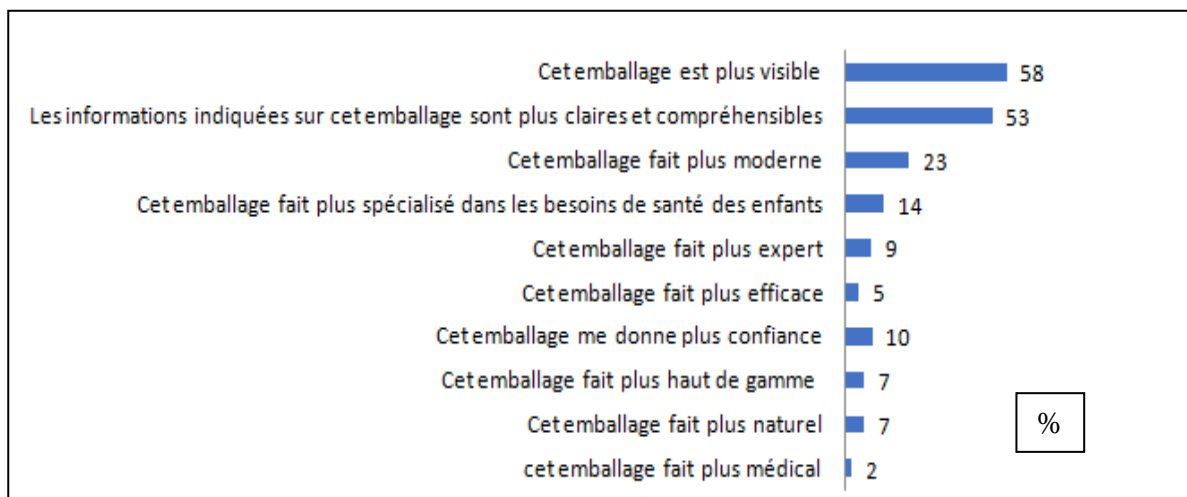 Cet emballage est plus visible 58
Les informations indiquées sur cet emballage sont plus claires et compréhensibles 53
Cet emballage fait plus moderne 23
Cet emballage fait plus spécialisé dans les besoins de santé des enfants 14
Cet emballage fait plus expert 9
Cet emballage fait plus efficace 5
Cet emballage me donne plus confiance 10
Cet emballage fait plus haut de gamme 7
Cet emballage fait plus naturel 7
%
cet emballage fait plus médical 2